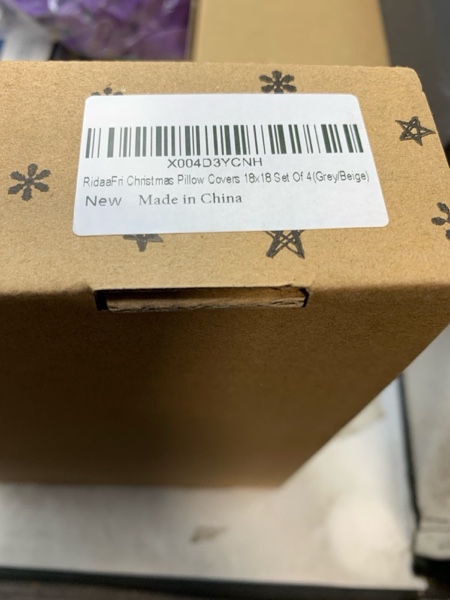 X004D3YCNH
RidaaFri Christmas Pillow Covers 18x18 Set Of 4(Grey/Beige)
New Made in China